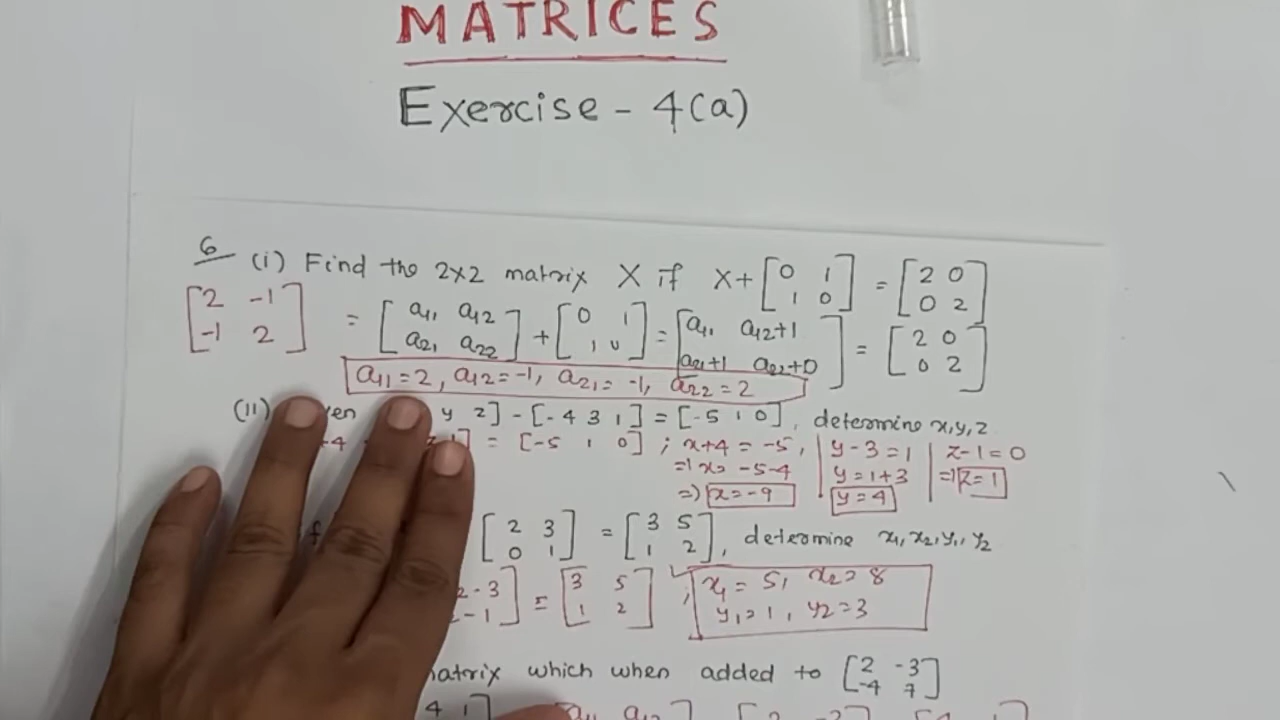 MATRICES
Exercise - 4(a)
6 (i) Find the 2x2 matrix X if X+[0 1 1 0] = [2 0 0 2]
[2 -1 -1 2] = [a11 a12 a21 a22] + [0 1 1 0] = [a11 a12+1 a21+1 a22+0] = [2 0 0 2]
a11 = 2, a12 = -1, a21 = -1, a22 = 2
(II) y z] - [-4 3 1] = [-5 1 0], determine x,y,z
= [-5 1 0] ; x+4 = -5, | y-3=1 | z-1=0
=) x= -5-4 y=1+3 =) z=1
=) x=-9 y=4
[2 3 0 1] = [3 5 1 2], determine x1, x2, y1, y2
2-3 -1] = [3 5 1 2] ; x1 = 5, x2= 8
y1= 1, y2=3
matrix which when added to [2 -3 -4 7]
4 1]